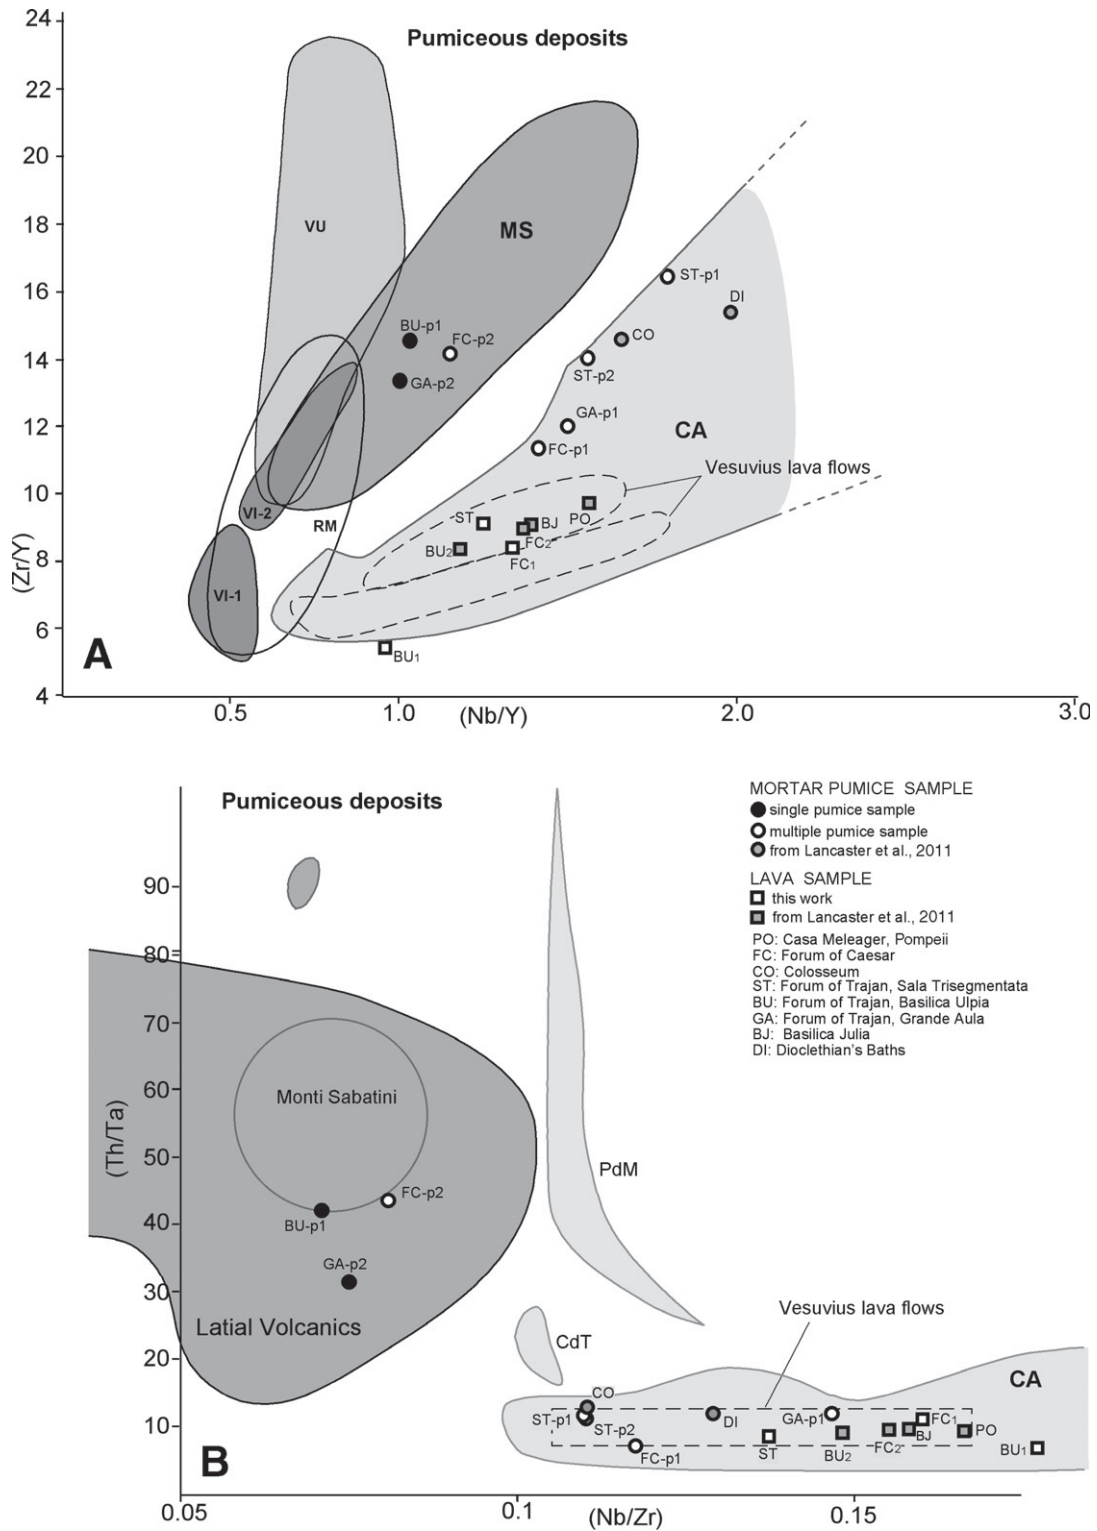 Pumiceous deposits
24
22
20
18
16
14
12
10
8
6
4
(Zr/Y)
VU
MS
ST-p1
DI
CO
BU-p1
FC-p2
GA-p2
ST-p2
GA-p1
CA
FC-p1
Vesuvius lava flows
VI-2
RM
ST
BJ
PO
FC2
BU2
FC1
VI-1
BU1
A
0.5
1.0
(Nb/Y)
2.0
3.0
Pumiceous deposits
MORTAR PUMICE SAMPLE
single pumice sample
multiple pumice sample
from Lancaster et al., 2011
LAVA SAMPLE
this work
from Lancaster et al., 2011
PO: Casa Meleager, Pompeii
FC: Forum of Caesar
CO: Colosseum
ST: Forum of Trajan, Sala Trisegmentata
BU: Forum of Trajan, Basilica Ulpia
GA: Forum of Trajan, Grande Aula
BJ: Basilica Julia
DI: Dioclethian's Baths
90
80
70
60
50
40
30
20
10
(Th/Ta)
Monti Sabatini
PdM
FC-p2
BU-p1
GA-p2
Latial Volcanics
Vesuvius lava flows
CdT
CA
CO
ST-p1
ST-p2
DI
GA-p1
FC1
BJ
PO
FC-p1
ST
BU2
FC2
BU1
B
0.05
0.1
(Nb/Zr)
0.15